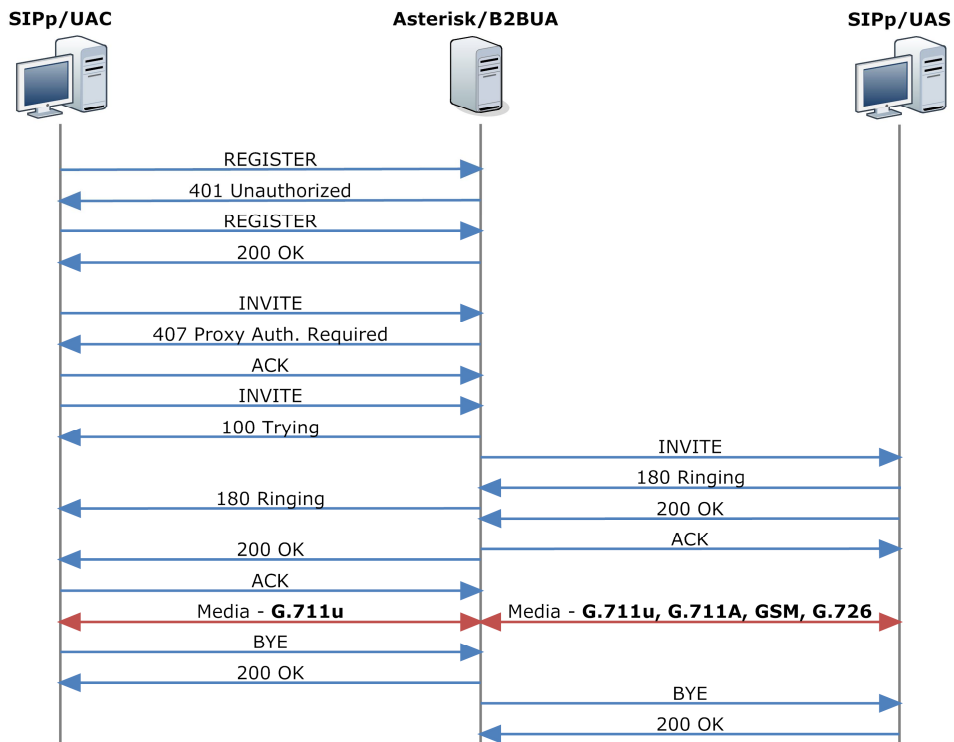 SIPp/UAC
Asterisk/B2BUA
SIPp/UAS
REGISTER
401 Unauthorized
REGISTER
200 OK
INVITE
407 Proxy Auth. Required
ACK
INVITE
100 Trying
INVITE
180 Ringing
180 Ringing
200 OK
ACK
200 OK
ACK
Media - G.711u
Media - G.711u, G.711A, GSM, G.726
BYE
200 OK
BYE
200 OK